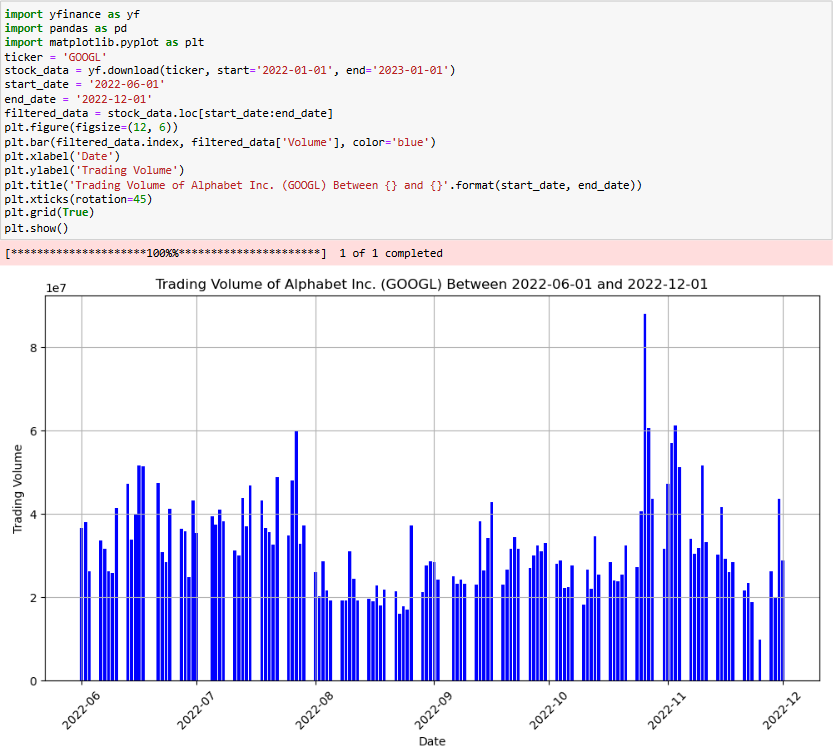 import yfinance as yf
import pandas as pd
import matplotlib.pyplot as plt
ticker = 'GOOGL'
stock_data = yf.download(ticker, start='2022-01-01', end='2023-01-01')
start_date = '2022-06-01'
end_date = '2022-12-01'
filtered_data = stock_data.loc[start_date:end_date]
plt.figure(figsize=(12, 6))
plt.bar(filtered_data.index, filtered_data['Volume'], color='blue')
plt.xlabel('Date')
plt.ylabel('Trading Volume')
plt.title('Trading Volume of Alphabet Inc. (GOOGL) Between {} and {}'.format(start_date, end_date))
plt.xticks(rotation=45)
plt.grid(True)
plt.show()
[*********************100%%**********************]  1 of 1 completed
Trading Volume of Alphabet Inc. (GOOGL) Between 2022-06-01 and 2022-12-01
1e7
8
6
4
2
0
Trading Volume
2022-06
2022-07
2022-08
2022-09
2022-10
2022-11
2022-12
Date